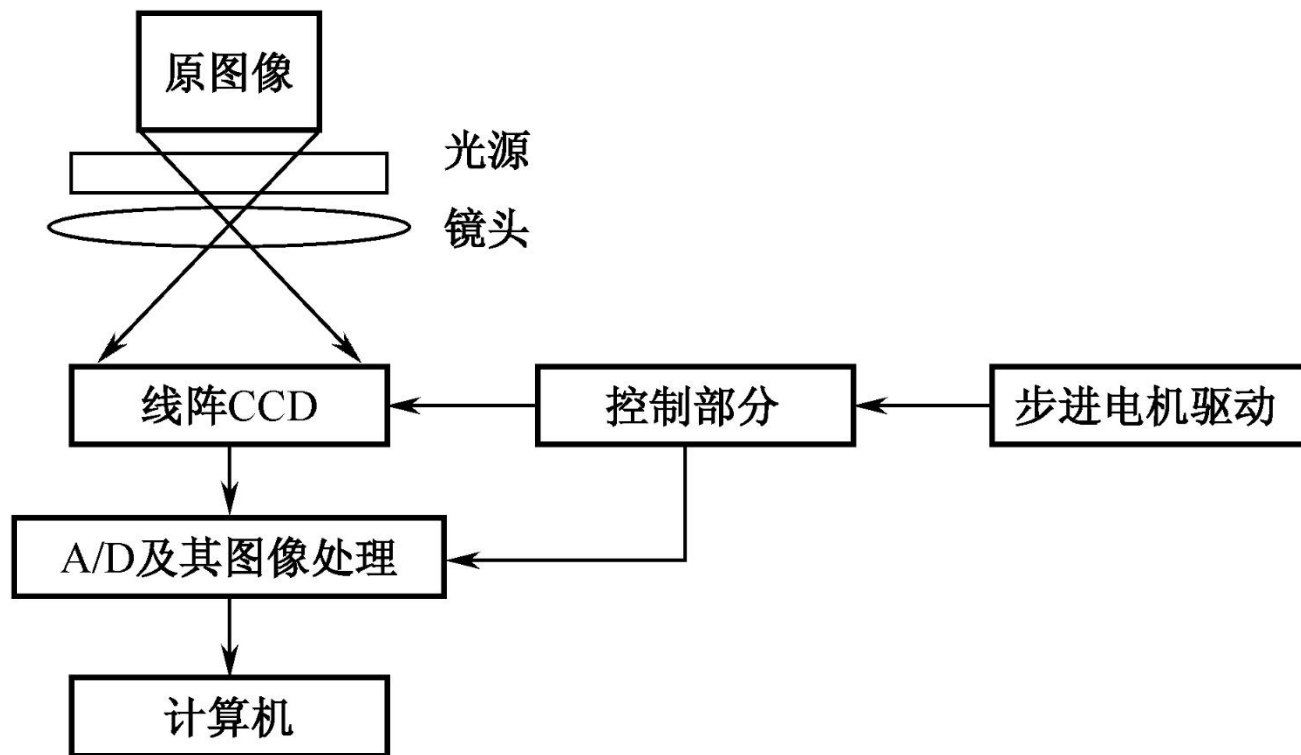 原图像
光源
镜头
线阵CCD
控制部分
步进电机驱动
A/D及其图像处理
计算机